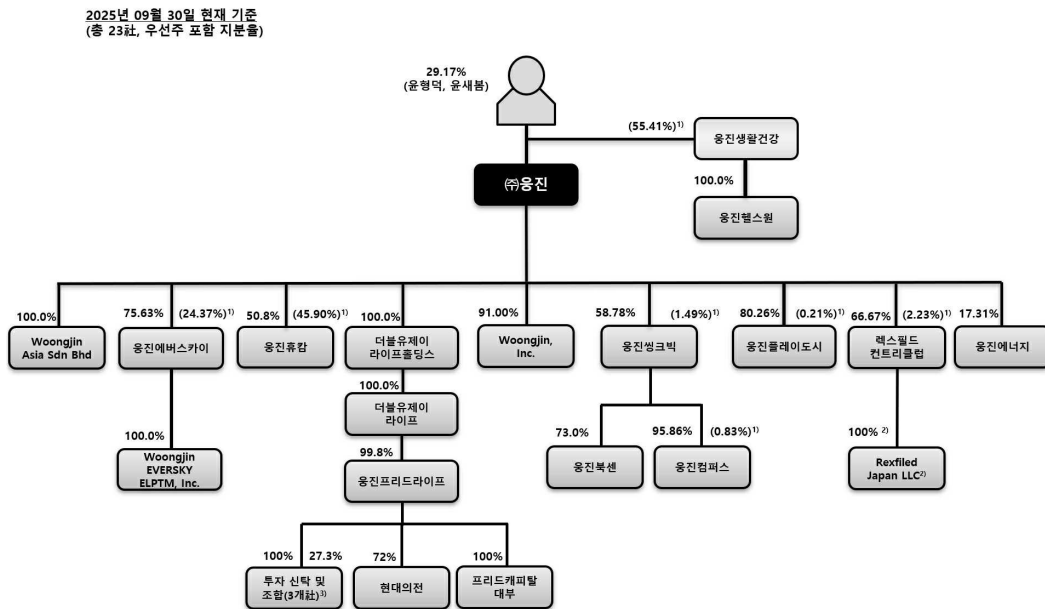 2025년 09월 30일 현재 기준
(총 23社, 우선주 포함 지분율)
29.17%
(윤형덕, 윤새봄)
(55.41%)¹⁾
웅진생활건강
㈜웅진
100.0%
웅진헬스원
100.0%
Woongjin
Asia Sdn Bhd
75.63% (24.37%)¹⁾
웅진에버스카이
50.8% (45.90%)¹⁾
웅진휴캄
100.0%
더블유제이
라이프홀딩스
91.00%
Woongjin,
Inc.
58.78% (1.49%)¹⁾
웅진씽크빅
80.26% (0.21%)¹⁾
웅진플레이도시
66.67% (2.23%)¹⁾
렉스필드
컨트리클럽
17.31%
웅진에너지
100.0%
더블유제이
라이프
100.0%
Woongjin
EVERSKY
ELPTM, Inc.
99.8%
웅진프리드라이프
73.0%
웅진북센
95.86% (0.83%)¹⁾
웅진컴퍼스
100% ²⁾
Rexfiled
Japan LLC²⁾
100% 27.3%
투자 신탁 및
조합(3개社)³⁾
72%
현대의전
100%
프리드캐피탈
대부